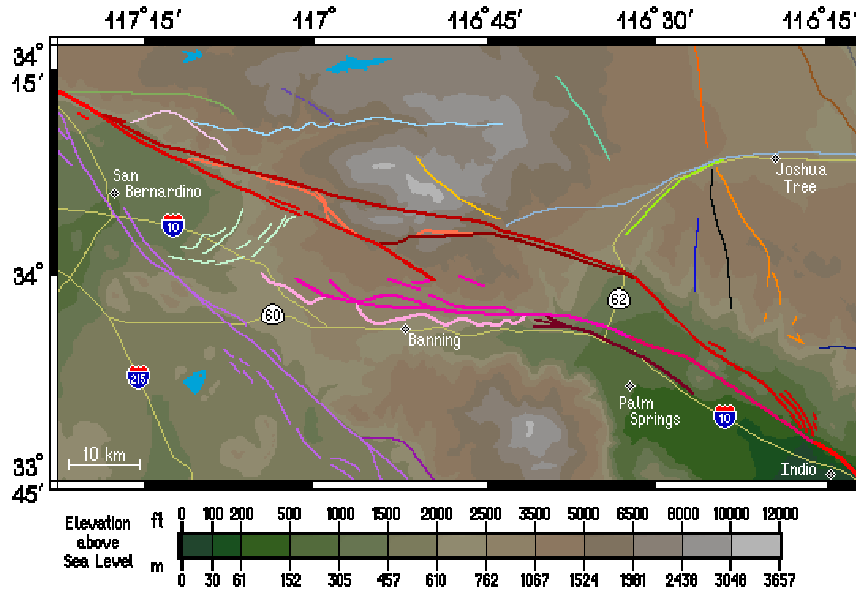 117° 15' 117° 116° 45' 116° 30' 116° 15'
34°
15'
Joshua
Tree
San
Bernardino
10
34°
62
60
Banning
215
Palm
Springs
10
10 km
Indio
33°
45'
ft 0 100 200 500 1000 1500 2000 2500 3500 5000 6500 8000 10000 12000
Elevation
above
Sea Level
m 0 30 61 152 305 457 610 762 1067 1524 1981 2438 3048 3657